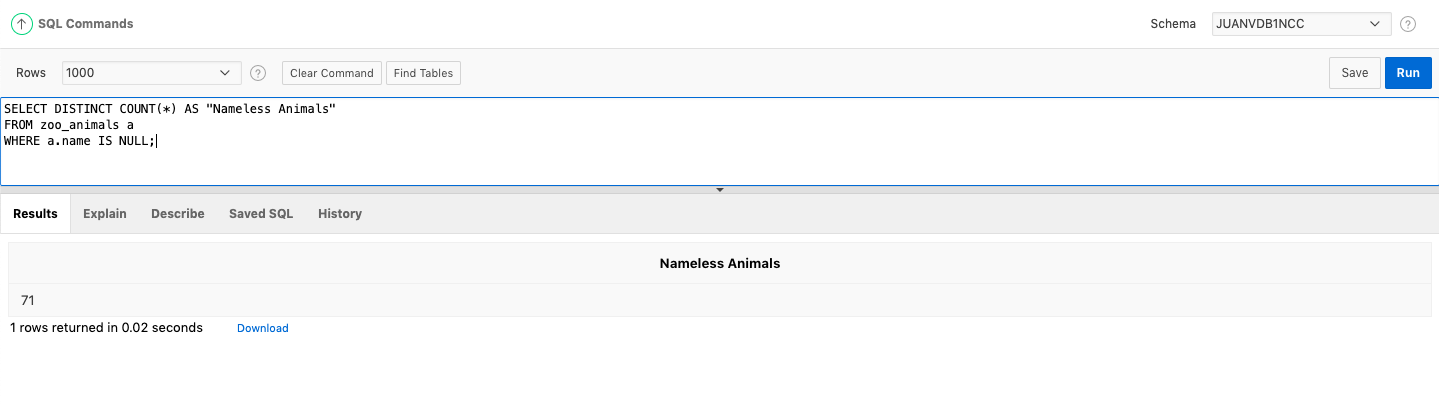 SQL Commands Schema JUANVDB1NCC
Rows 1000 Clear Command Find Tables Save Run
SELECT DISTINCT COUNT(*) AS "Nameless Animals"
FROM zoo_animals a
WHERE a.name IS NULL;
Results Explain Describe Saved SQL History
Nameless Animals
71
1 rows returned in 0.02 seconds Download